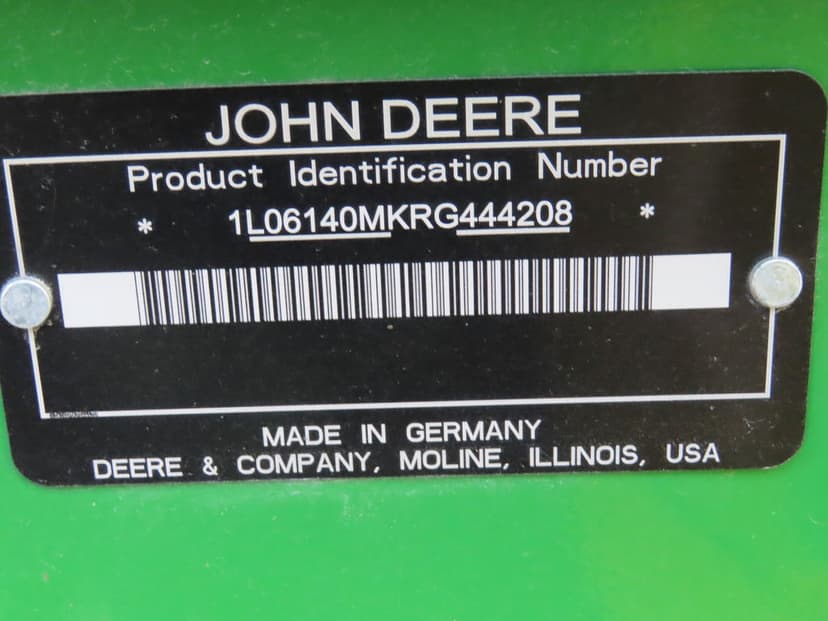 JOHN DEERE
Product Identification Number
* 1L06140MKRG444208 *
MADE IN GERMANY
DEERE & COMPANY, MOLINE, ILLINOIS, USA